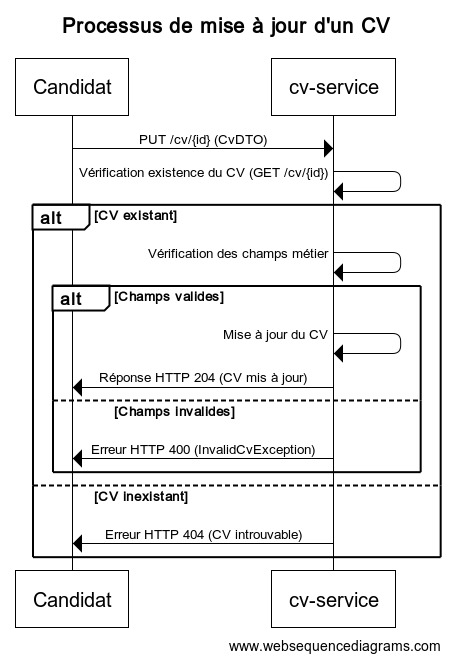 Processus de mise à jour d'un CV
Candidat
cv-service
PUT /cv/{id} (CvDTO)
Vérification existence du CV (GET /cv/{id})
alt
[CV existant]
Vérification des champs métier
alt
[Champs valides]
Mise à jour du CV
Réponse HTTP 204 (CV mis à jour)
[Champs invalides]
Erreur HTTP 400 (InvalidCvException)
[CV inexistant]
Erreur HTTP 404 (CV introuvable)
Candidat
cv-service
www.websequencediagrams.com